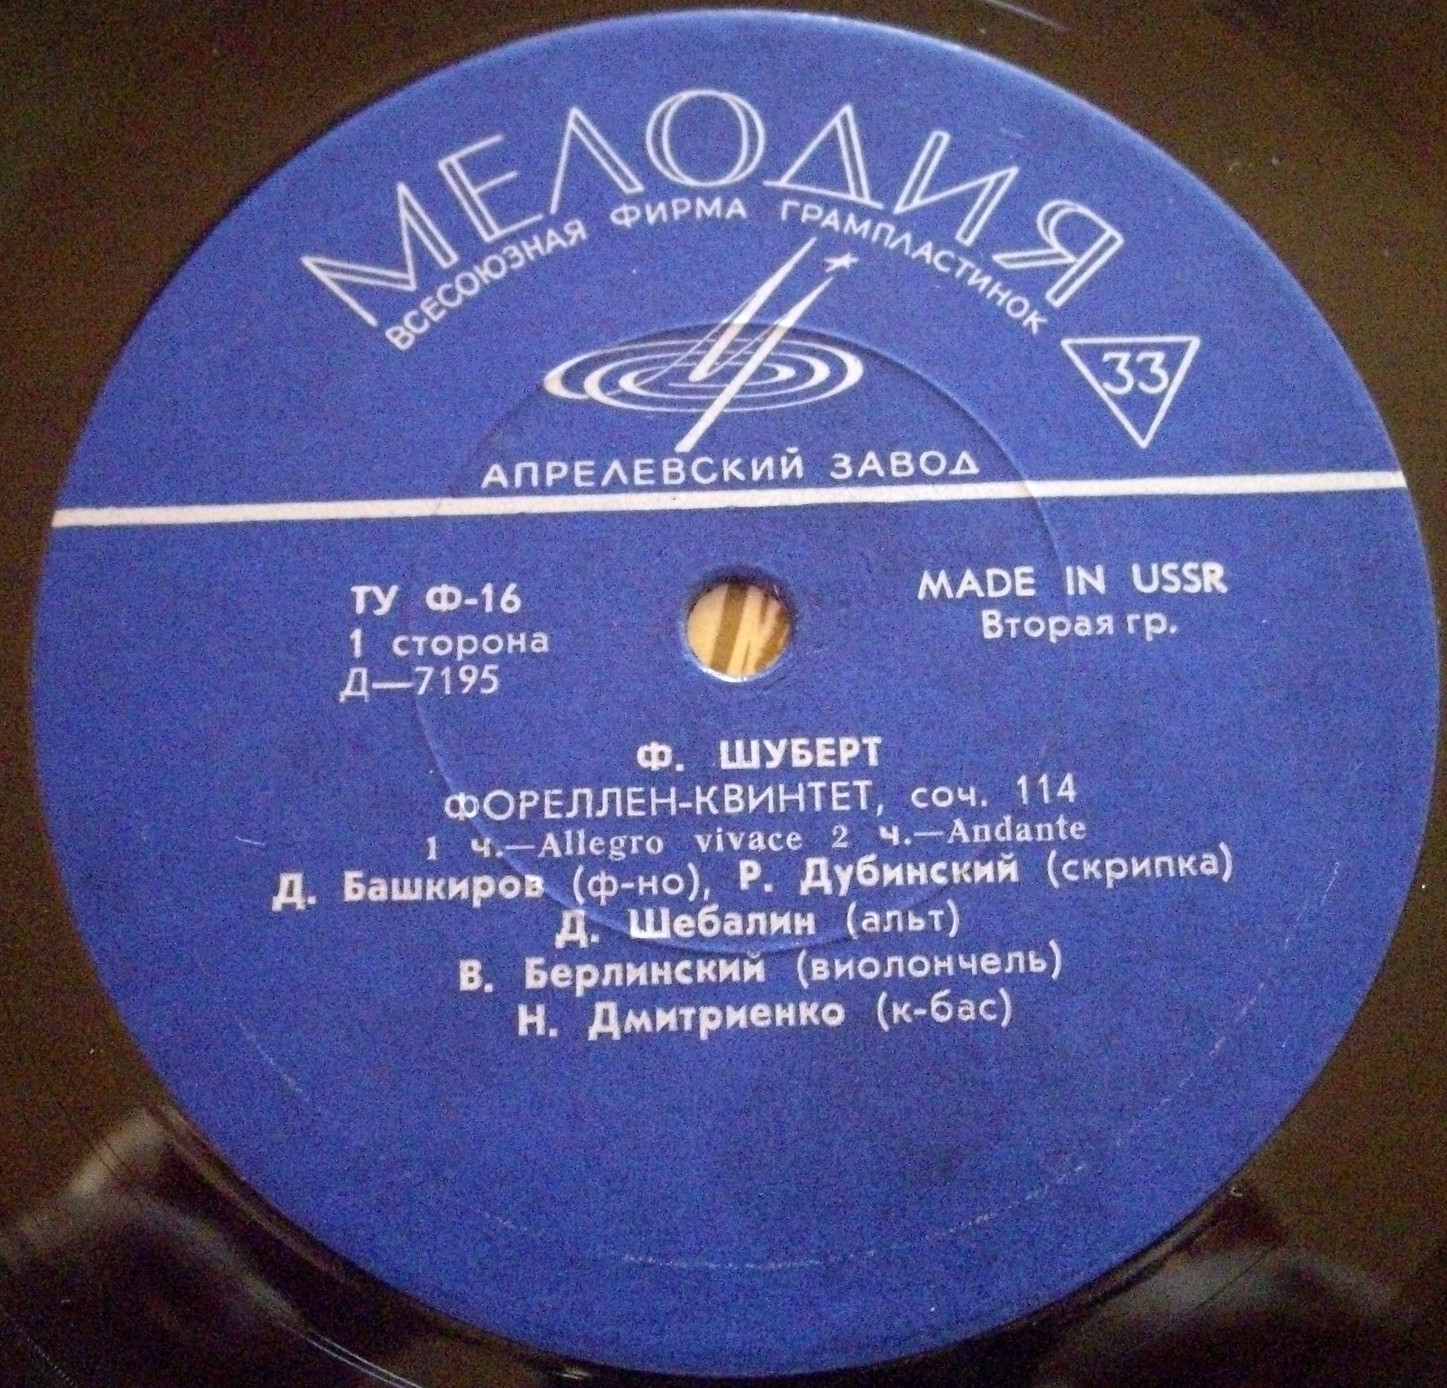 МЕЛОДИЯ
ВСЕСОЮЗНАЯ ФИРМА ГРАМПЛАСТИНОК
33
АПРЕЛЕВСКИЙ ЗАВОД
ТУ Ф-16
1 сторона
Д—7195
MADE IN USSR
Вторая гр.
Ф. ШУБЕРТ
ФОРЕЛЛЕН-КВИНТЕТ, соч. 114
1 ч.—Allegro vivace 2 ч.—Andante
Д. Башкиров (ф-но), Р. Дубинский (скрипка)
Д. Шебалин (альт)
В. Берлинский (виолончель)
Н. Дмитриенко (к-бас)